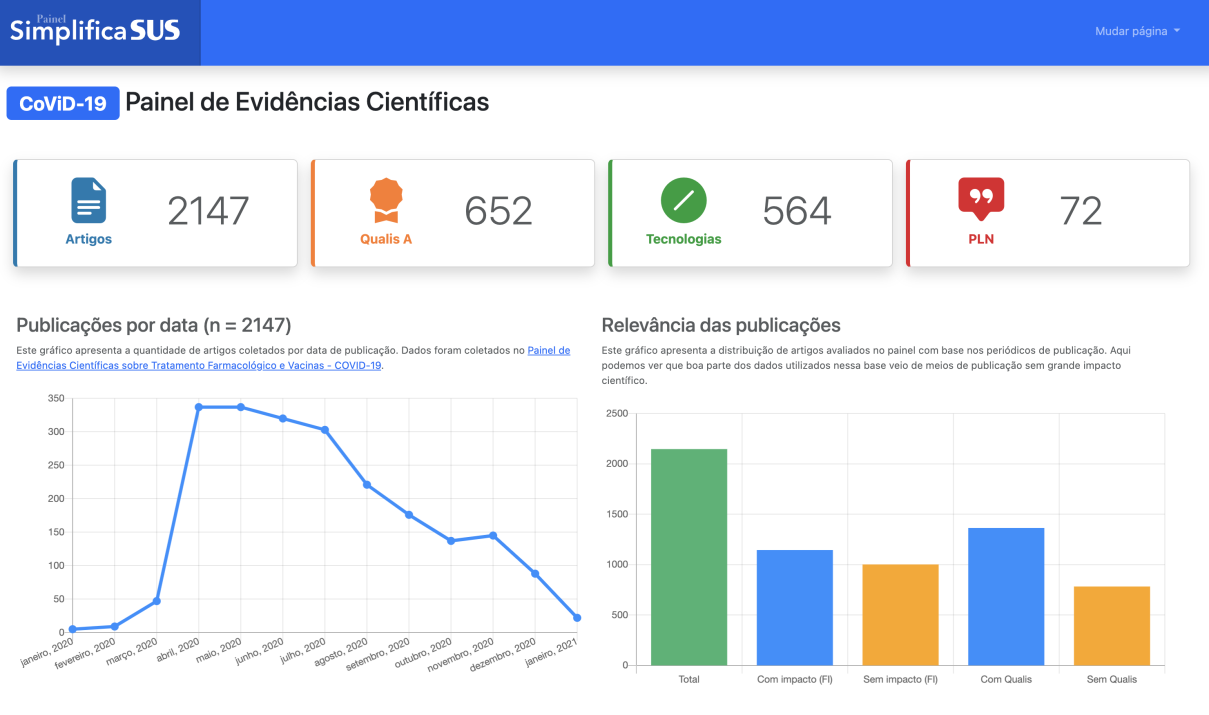 Painel
SimplificaSUS
Mudar página
CoViD-19 Painel de Evidências Científicas
2147
Artigos
652
Qualis A
564
Tecnologias
72
PLN
Publicações por data (n = 2147)
Este gráfico apresenta a quantidade de artigos coletados por data de publicação. Dados foram coletados no Painel de
Evidências Científicas sobre Tratamento Farmacológico e Vacinas - COVID-19.
350
300
250
200
150
100
50
0
janeiro, 2020
fevereiro, 2020
março, 2020
abril, 2020
maio, 2020
junho, 2020
julho, 2020
agosto, 2020
setembro, 2020
outubro, 2020
novembro, 2020
dezembro, 2020
janeiro, 2021
Relevância das publicações
Este gráfico apresenta a distribuição de artigos avaliados no painel com base nos periódicos de publicação. Aqui
podemos ver que boa parte dos dados utilizados nessa base veio de meios de publicação sem grande impacto
científico.
2500
2000
1500
1000
500
0
Total
Com impacto (FI)
Sem impacto (FI)
Com Qualis
Sem Qualis